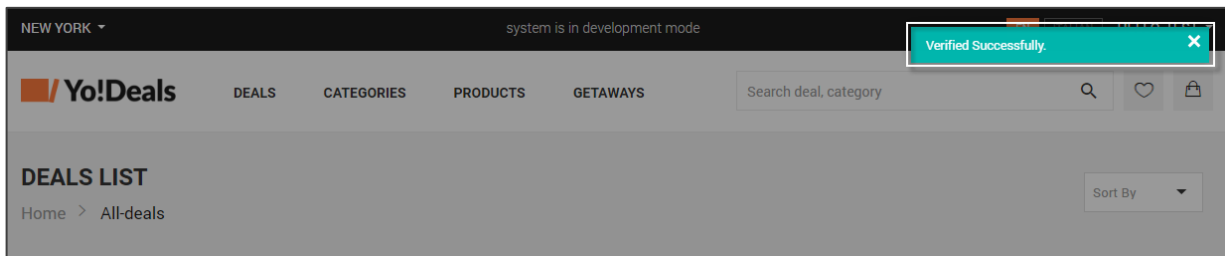 NEW YORK
system is in development mode
Verified Successfully.
Yo!Deals
DEALS
CATEGORIES
PRODUCTS
GETAWAYS
Search deal, category
DEALS LIST
Sort By
Home > All-deals